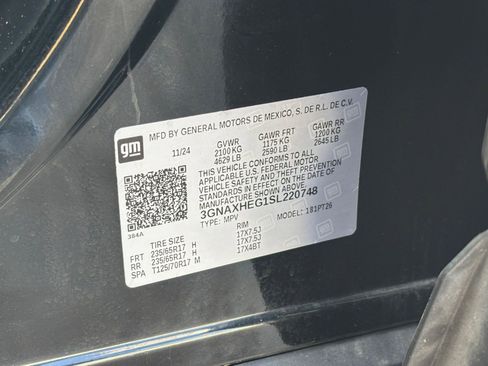 gm
MFD BY GENERAL MOTORS DE MEXICO, S. DE R.L. DE C.V.
11/24 GVWR GAWR FRT GAWR RR
2100 KG 1175 KG 1200 KG
4629 LB 2590 LB 2645 LB
THIS VEHICLE CONFORMS TO ALL
APPLICABLE U.S. FEDERAL MOTOR
VEHICLE SAFETY
THEFT PREVENTION STANDARDS
IN EFFECT ON THE DATE OF
MANUFACTURE SHOWN ABOVE.
3GNAXHEG1SL220748
TYPE: MPV MODEL: 181PT26
384A
TIRE SIZE RIM
FRT 235/65R17 H 17X7.5J
RR 235/65R17 H 17X7.5J
SPA T125/70R17 M 17X4BT